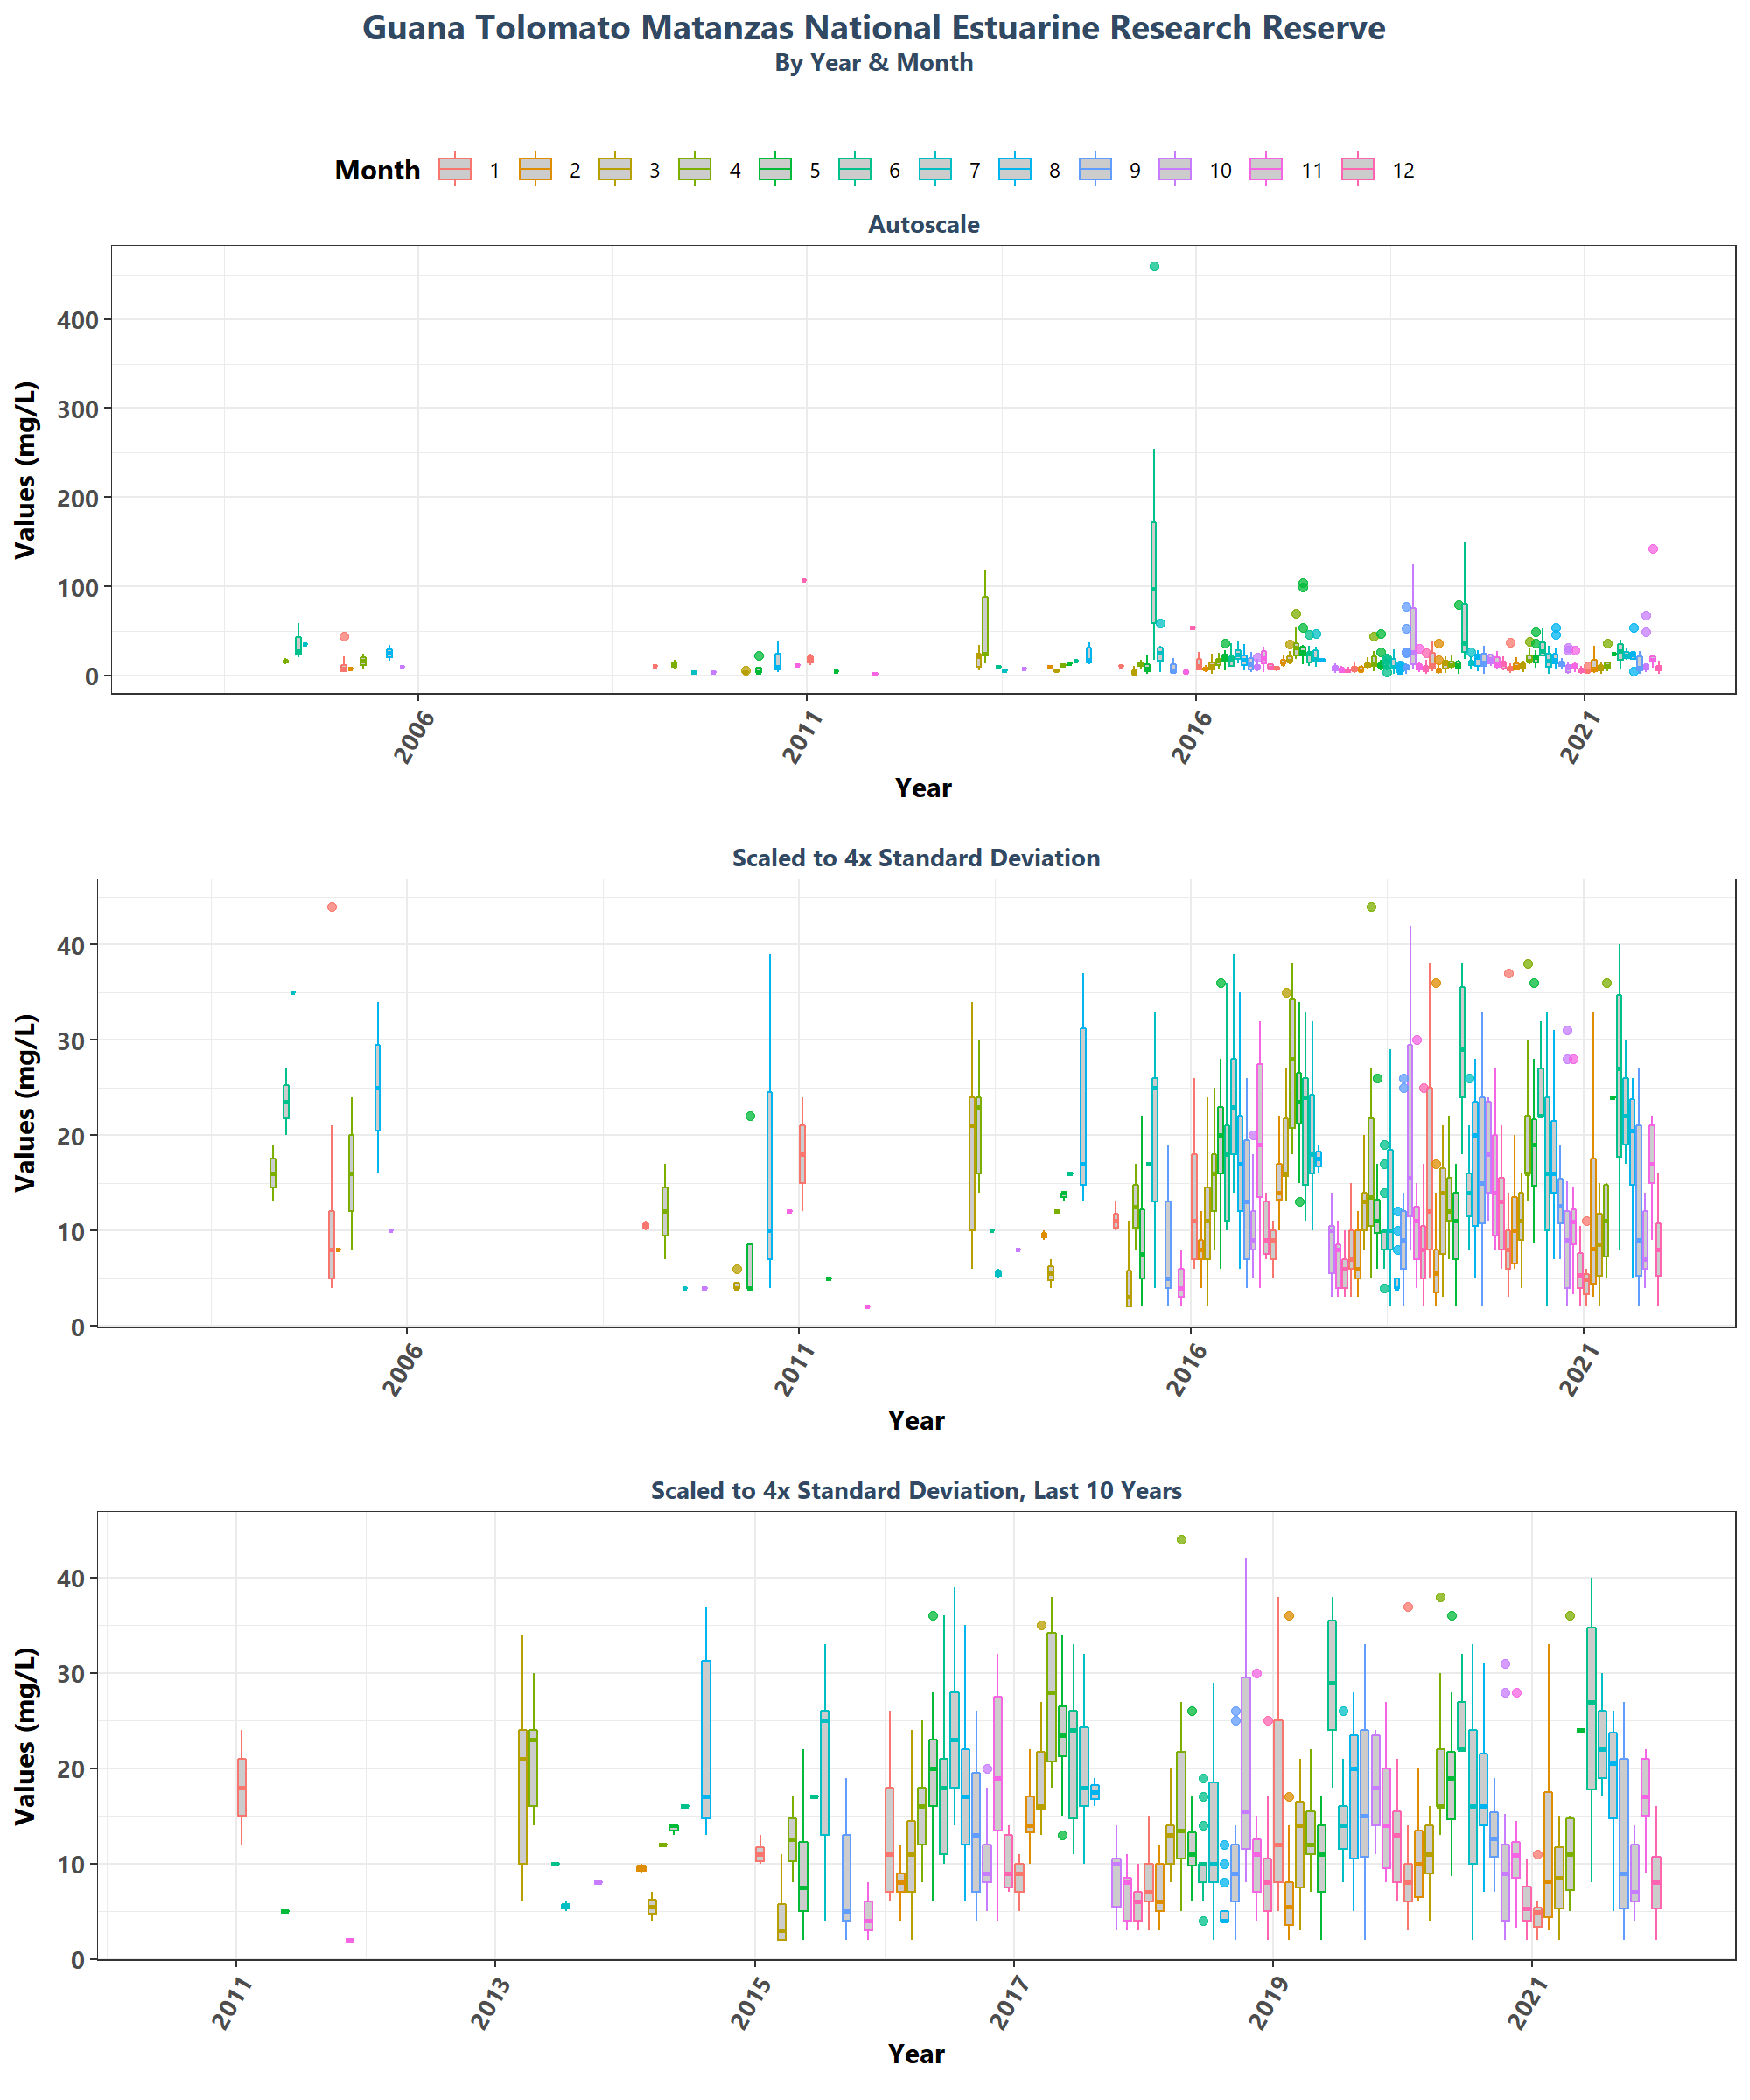 Guana Tolomato Matanzas National Estuarine Research Reserve
By Year & Month
Month 1 2 3 4 5 6 7 8 9 10 11 12
Autoscale
Values (mg/L)
400
300
200
100
0
2006 2011 2016 2021
Year
Scaled to 4x Standard Deviation
Values (mg/L)
40
30
20
10
0
2006 2011 2016 2021
Year
Scaled to 4x Standard Deviation, Last 10 Years
Values (mg/L)
40
30
20
10
0
2011 2013 2015 2017 2019 2021
Year